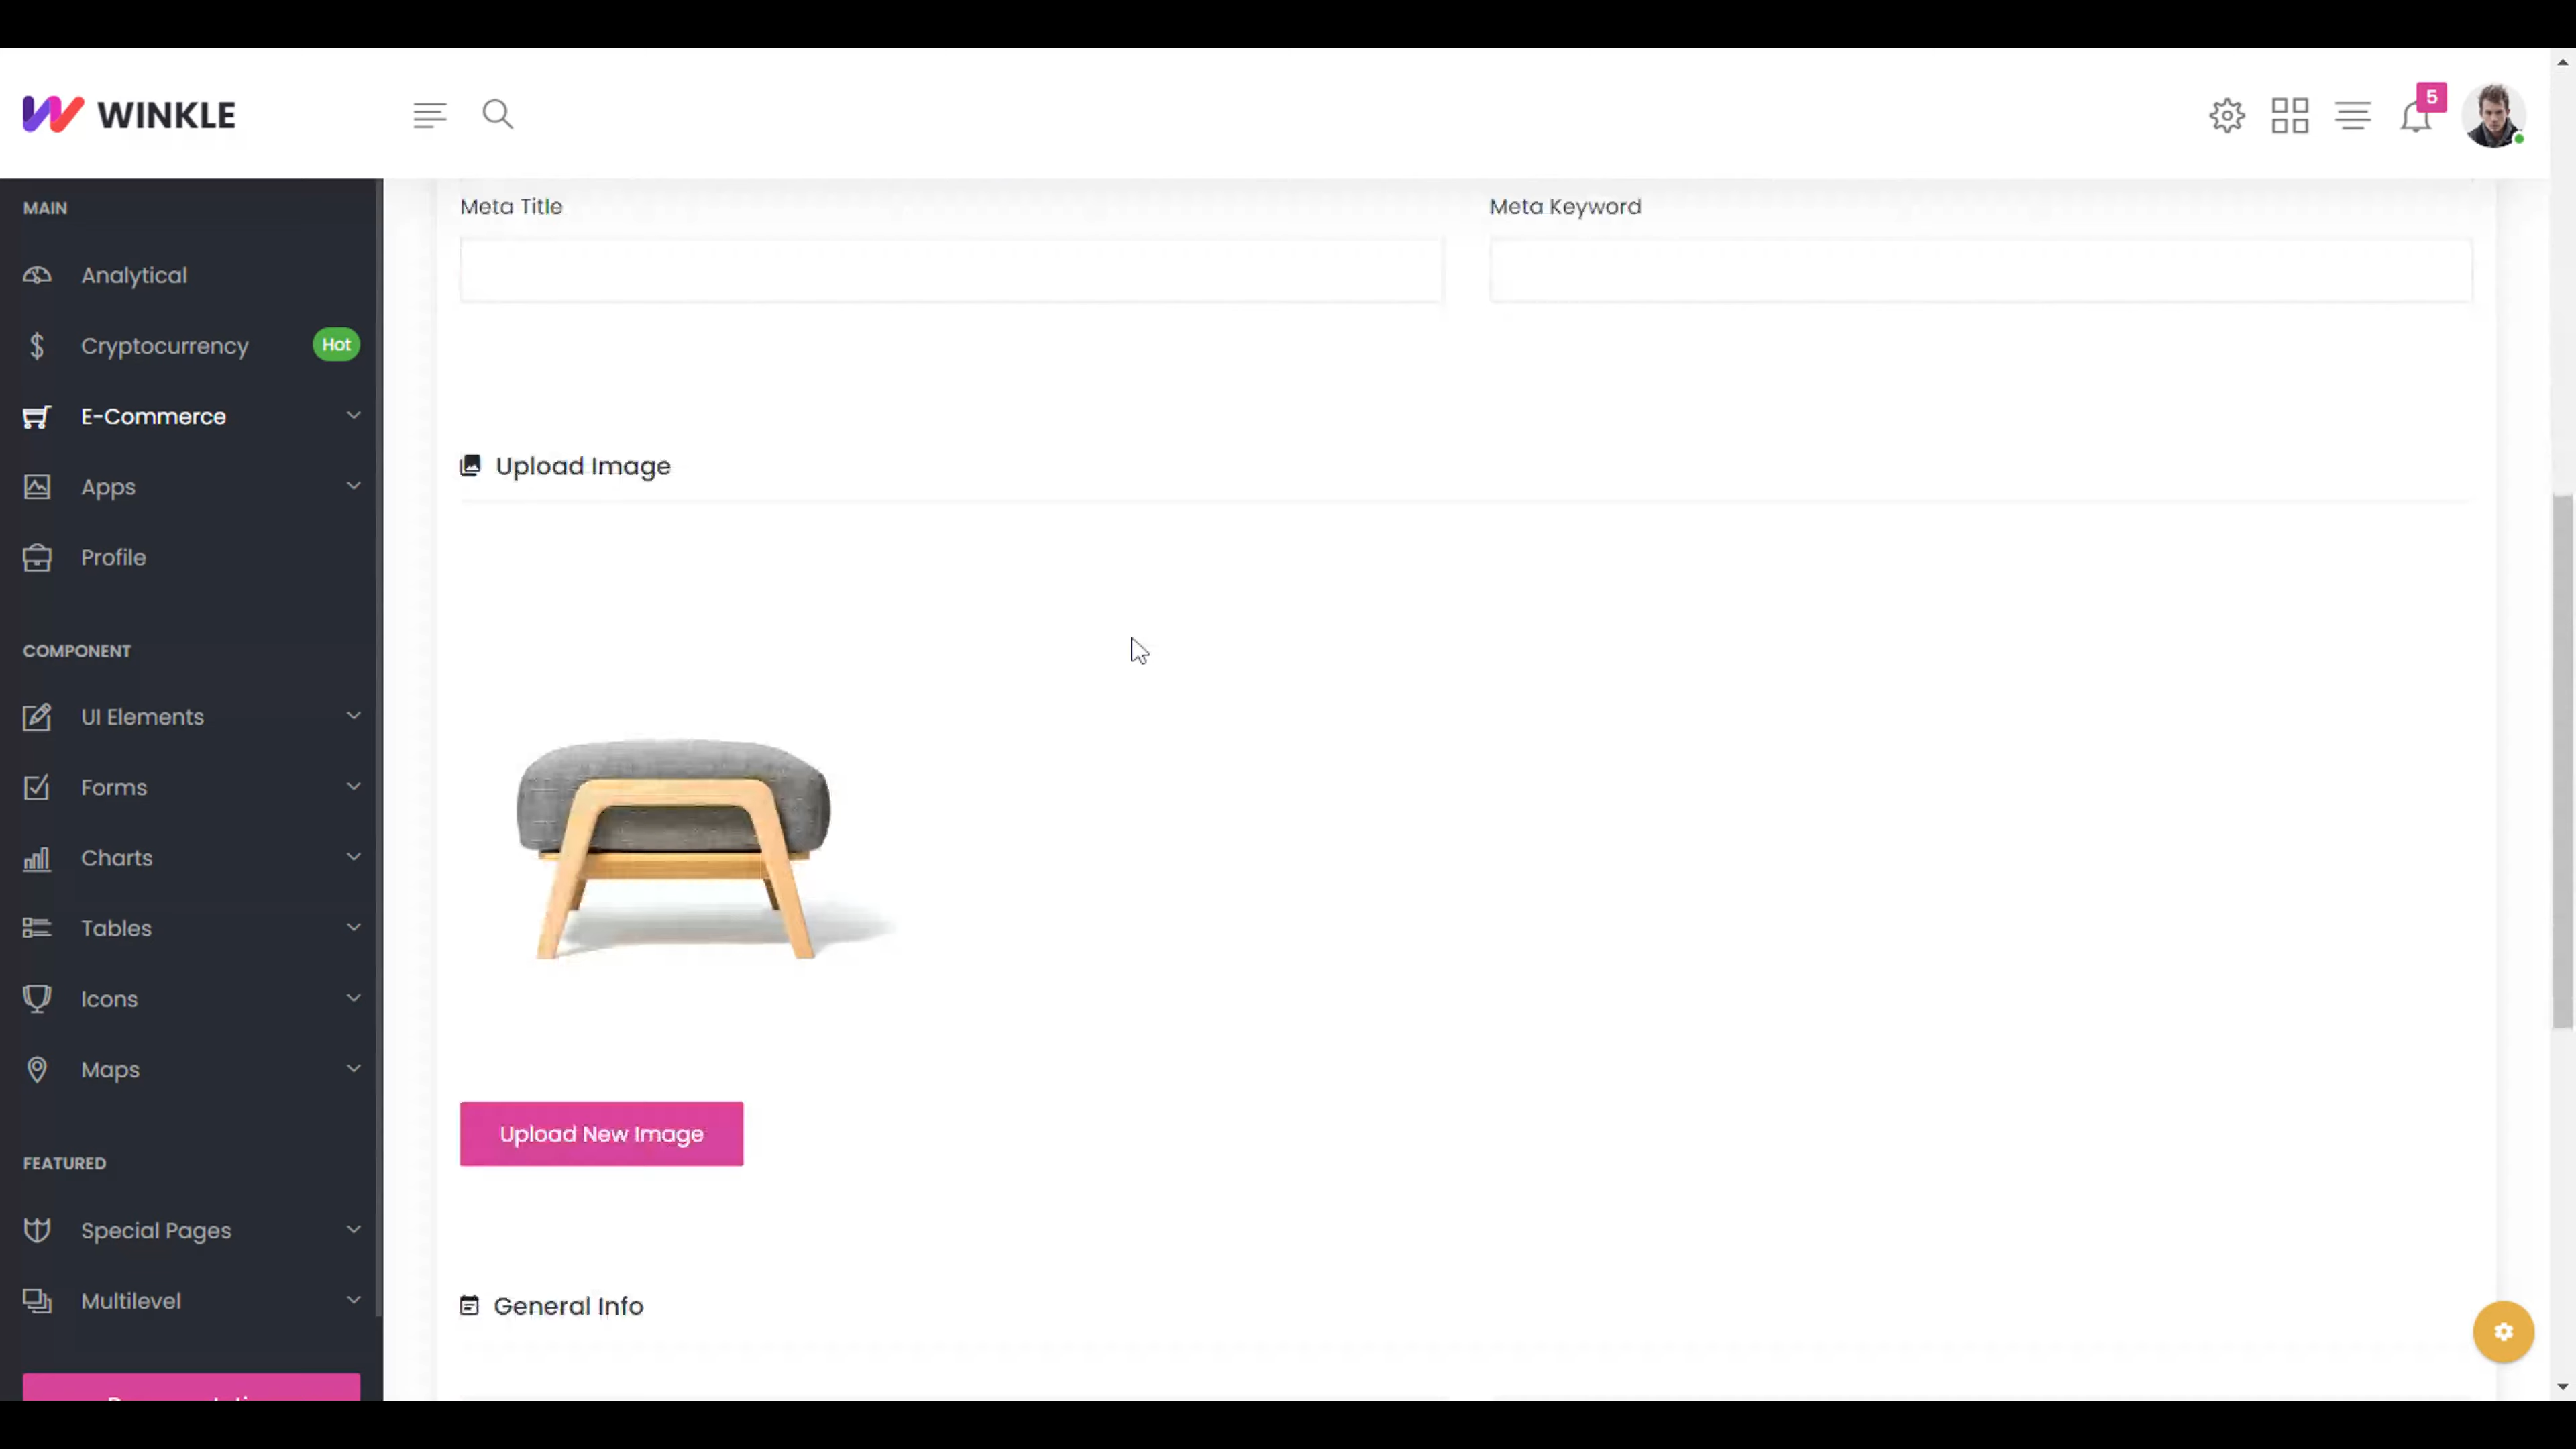 WINKLE
5
MAIN
Analytical
Cryptocurrency Hot
E-Commerce
Apps
Profile
COMPONENT
UI Elements
Forms
Charts
Tables
Icons
Maps
FEATURED
Special Pages
Multilevel
Meta Title
Meta Keyword
Upload Image
Upload New Image
General Info